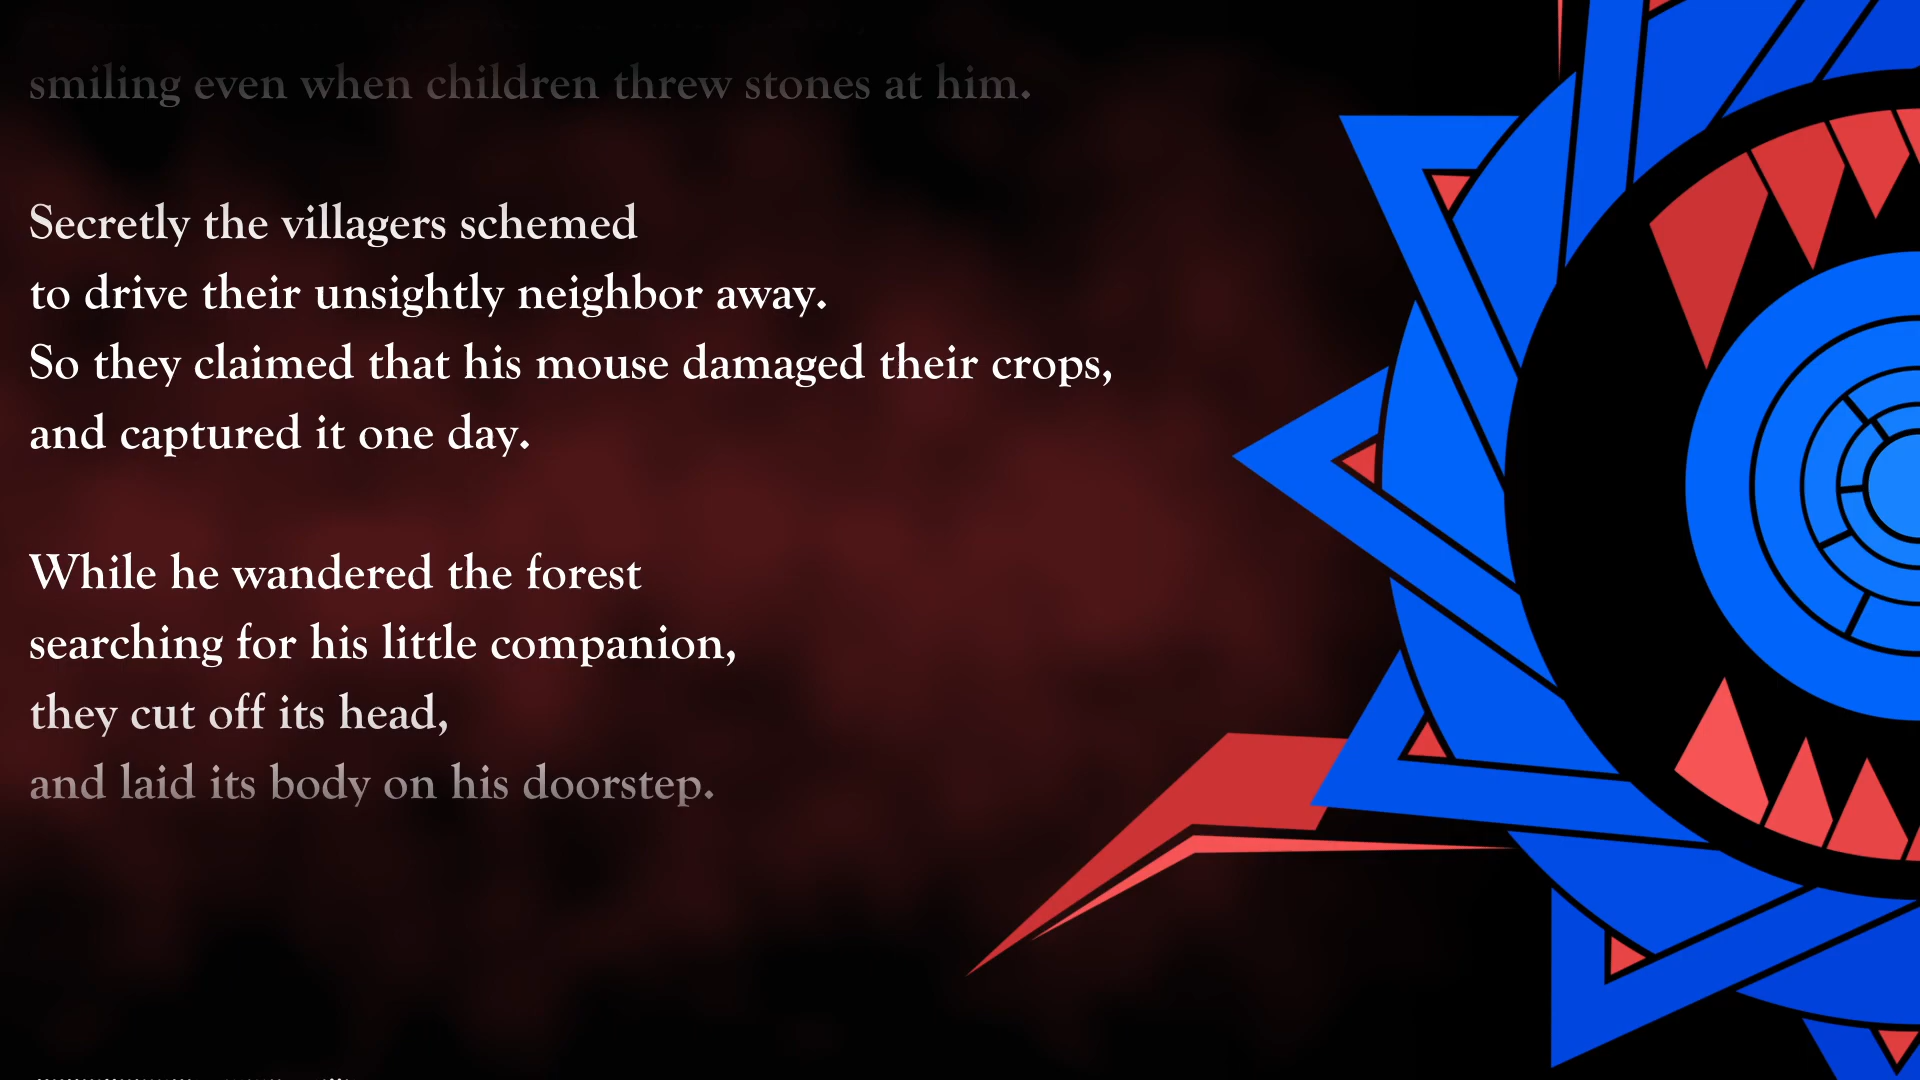 smiling even when children threw stones at him.
Secretly the villagers schemed
to drive their unsightly neighbor away.
So they claimed that his mouse damaged their crops,
and captured it one day.
While he wandered the forest
searching for his little companion,
they cut off its head,
and laid its body on his doorstep.